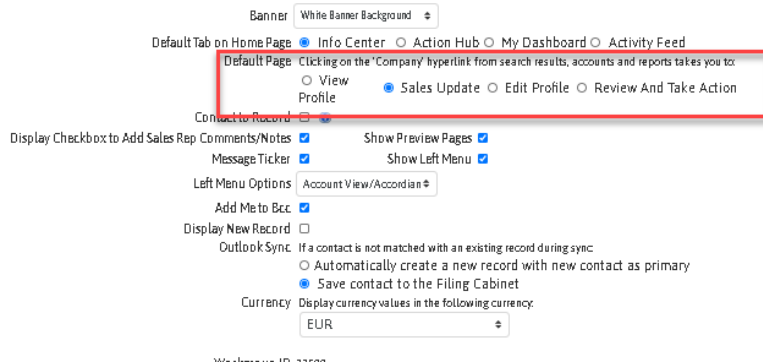 Banner White Banner Background
Default Tab on Home Page Info Center Action Hub My Dashboard Activity Feed
Default Page Clicking on the 'Company' hyperlink from search results, accounts and reports takes you to:
View Profile Sales Update Edit Profile Review And Take Action
Contact to Record
Display Checkbox to Add Sales Rep Comments/Notes Show Preview Pages
Message Ticker Show Left Menu
Left Menu Options Account View/Accordian
Add Me to Bcc
Display New Record
Outlook Sync If a contact is not matched with an existing record during sync:
Automatically create a new record with new contact as primary
Save contact to the Filing Cabinet
Currency Display currency values in the following currency:
EUR